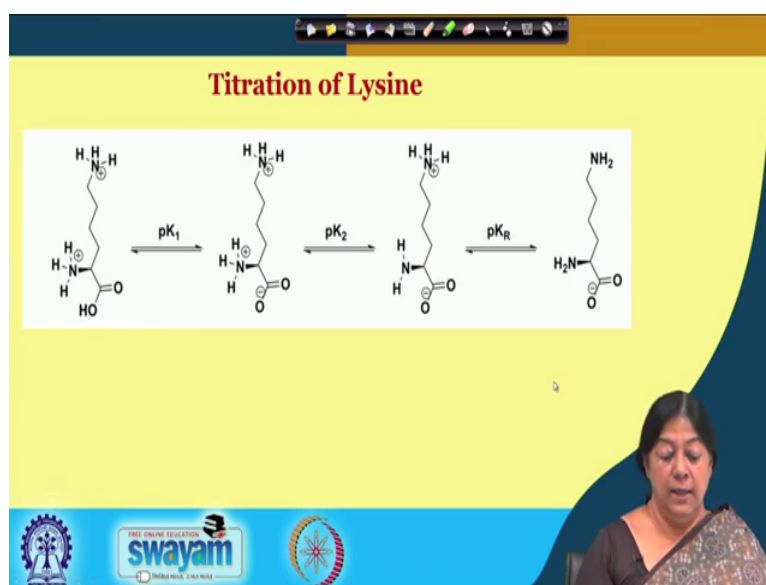 Titration of Lysine
H H
H N H
⊕
H H
H N H
⊕
H H
H N H
⊕
NH2
pK1
pK2
pKR
H
H N ⊕
H
O
HO
H
H N ⊕
H
O
⊖
O
H
N
H
O
⊖
O
H2N
O
⊖
O
FREE ONLINE EDUCATION
swayam